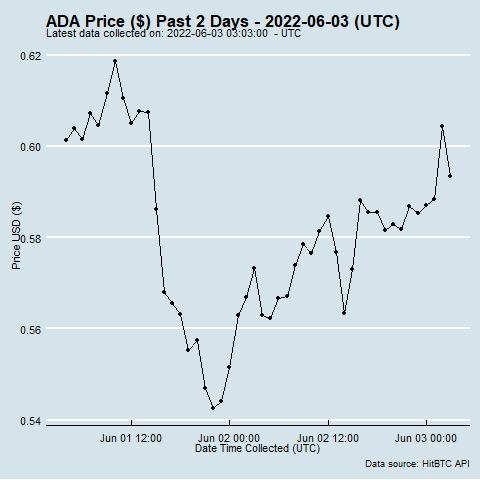 ADA Price ($) Past 2 Days - 2022-06-03 (UTC)
Latest data collected on: 2022-06-03 03:03:00 - UTC
0.62
0.60
0.58
0.56
0.54
Price USD ($)
Jun 01 12:00 Jun 02 00:00 Jun 02 12:00 Jun 03 00:00
Date Time Collected (UTC)
Data source: HitBTC API